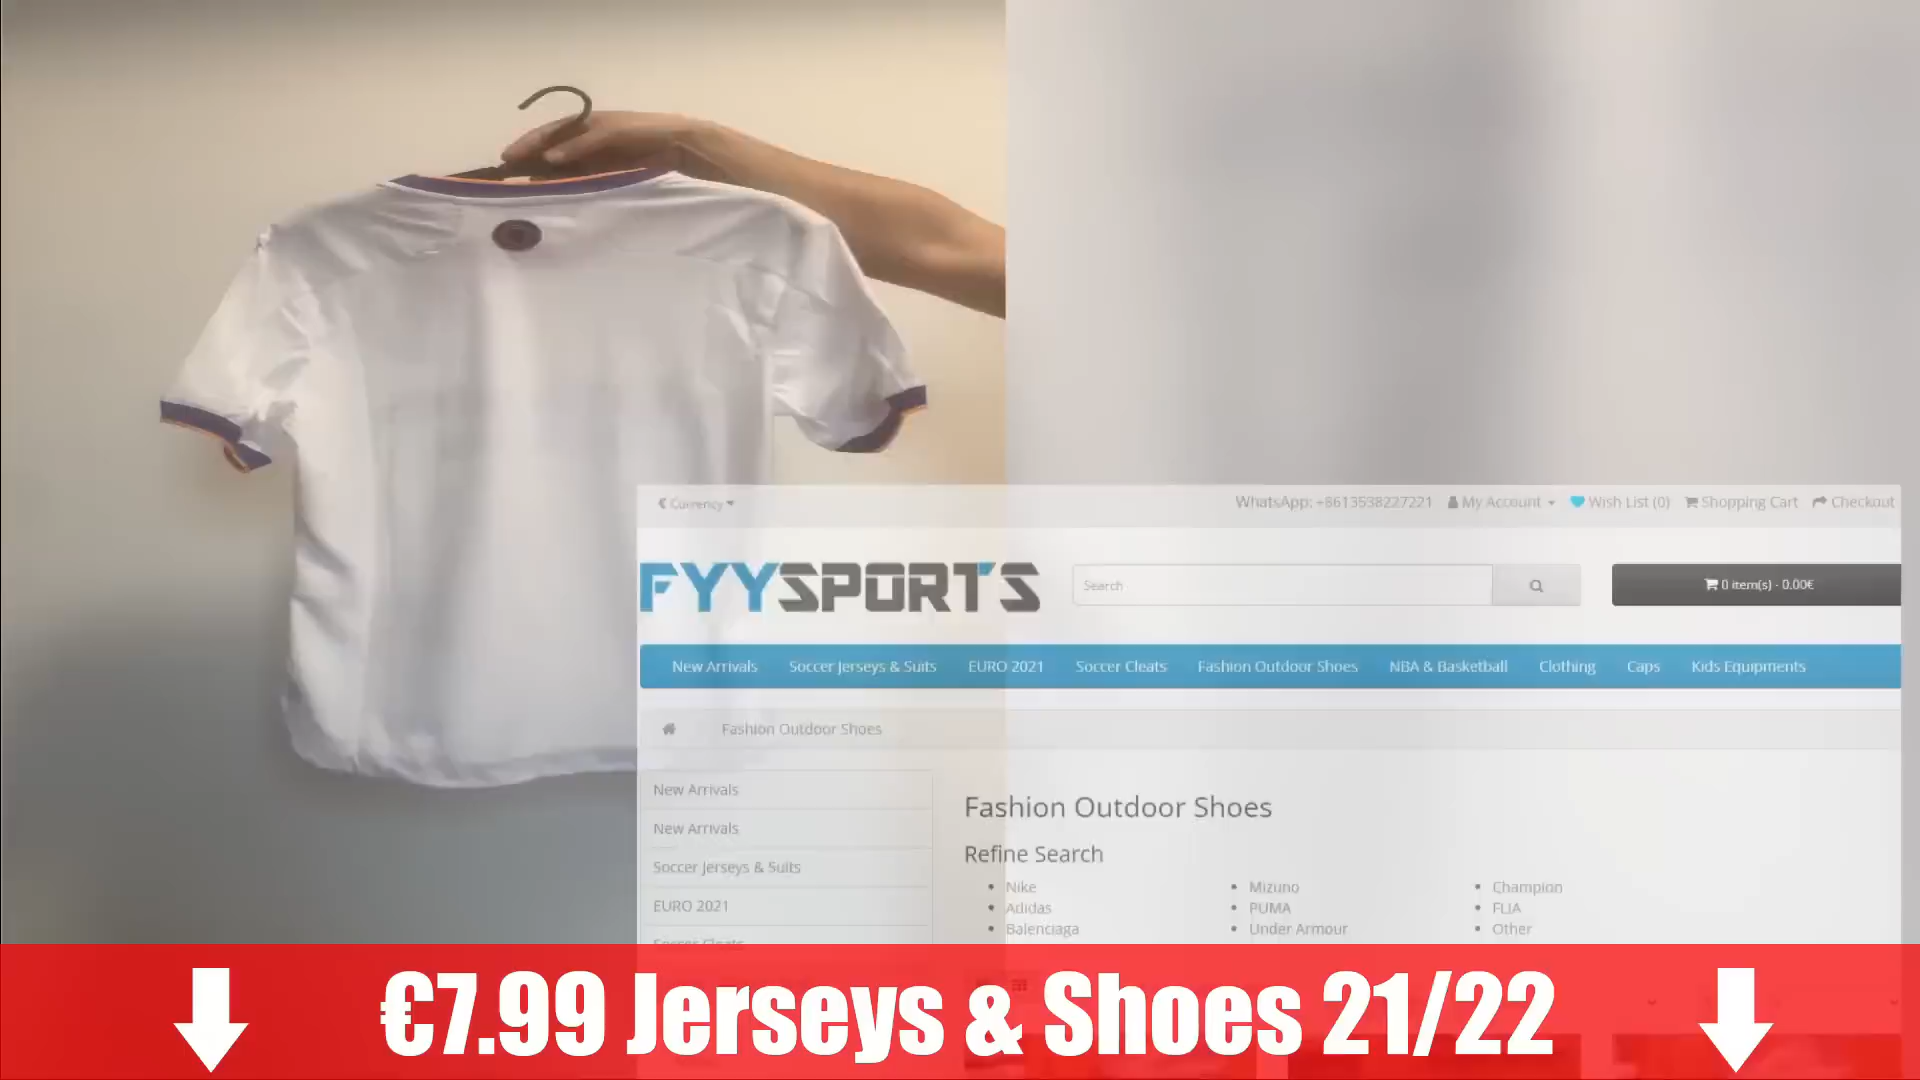 € Currency
WhatsApp: +8613538227221 My Account Wish List (0) Shopping Cart Checkout
FYYSPORTS
Search
0 item(s) - 0.00€
New Arrivals Soccer Jerseys & Suits EURO 2021 Soccer Cleats Fashion Outdoor Shoes NBA & Basketball Clothing Caps Kids Equipments
Fashion Outdoor Shoes
New Arrivals
New Arrivals
Soccer Jerseys & Suits
EURO 2021
Soccer Cleats
Fashion Outdoor Shoes
Refine Search
Nike
Adidas
Balenciaga
Mizuno
PUMA
Under Armour
Champion
Other
€7.99 Jerseys & Shoes 21/22